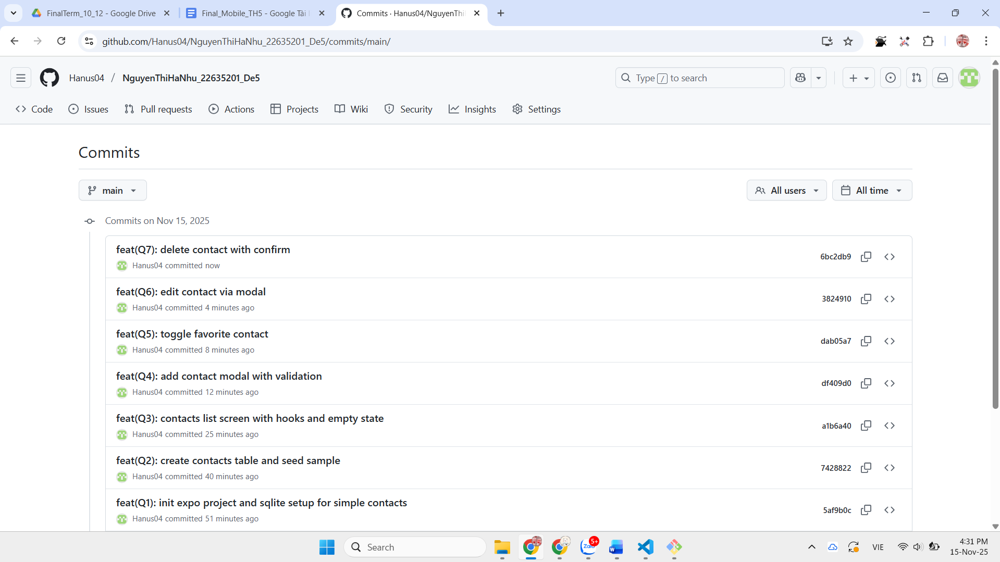 FinalTerm_10_12 - Google Drive
Final_Mobile_TH5 - Google Tài
Commits · Hanus04/NguyenThi
github.com/Hanus04/NguyenThiHaNhu_22635201_De5/commits/main/
Hanus04 / NguyenThiHaNhu_22635201_De5
Type / to search
Code
Issues
Pull requests
Actions
Projects
Wiki
Security
Insights
Settings
Commits
main
All users
All time
Commits on Nov 15, 2025
feat(Q7): delete contact with confirm
Hanus04 committed now
6bc2db9
feat(Q6): edit contact via modal
Hanus04 committed 4 minutes ago
3824910
feat(Q5): toggle favorite contact
Hanus04 committed 8 minutes ago
dab05a7
feat(Q4): add contact modal with validation
Hanus04 committed 12 minutes ago
df409d0
feat(Q3): contacts list screen with hooks and empty state
Hanus04 committed 25 minutes ago
a1b6a40
feat(Q2): create contacts table and seed sample
Hanus04 committed 40 minutes ago
7428822
feat(Q1): init expo project and sqlite setup for simple contacts
Hanus04 committed 51 minutes ago
5af9b0c
Search
Zalo
5+
W
VIE
4:31 PM
15-Nov-25